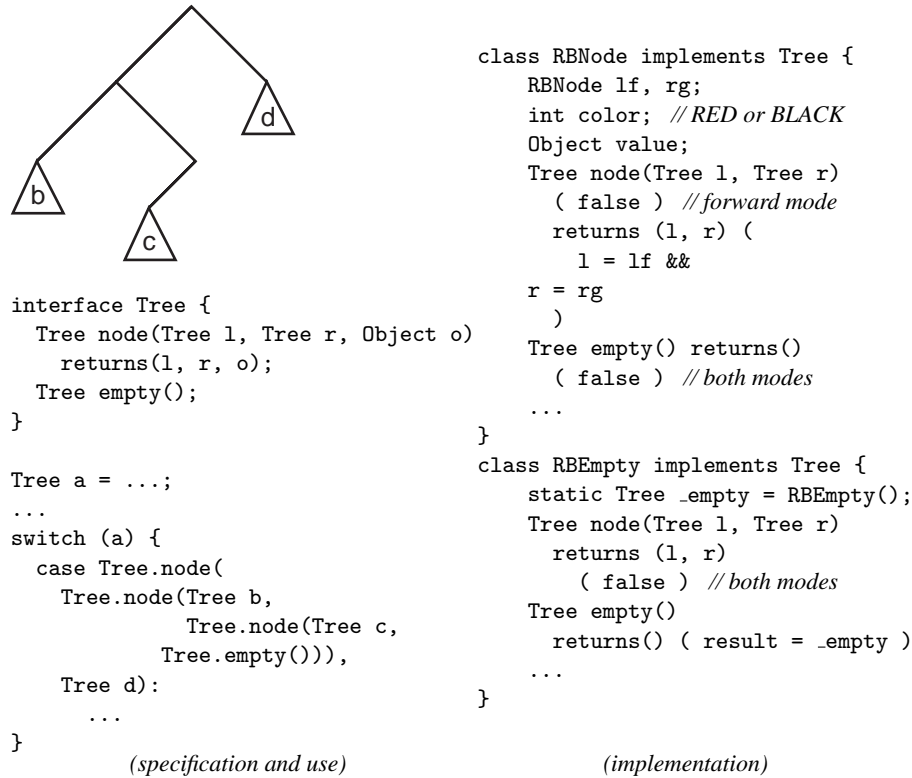 d
b
c
interface Tree {
Tree node(Tree l, Tree r, Object o)
returns(l, r, o);
Tree empty();
}
Tree a = ...;
...
switch (a) {
case Tree.node(
Tree.node(Tree b,
Tree.node(Tree c,
Tree.empty())),
Tree d):
...
}
(specification and use)
class RBNode implements Tree {
RBNode lf, rg;
int color; // RED or BLACK
Object value;
Tree node(Tree l, Tree r)
( false ) // forward mode
returns (l, r) (
l = lf &&
r = rg
)
Tree empty() returns()
( false ) // both modes
...
}
class RBEmpty implements Tree {
static Tree _empty = RBEmpty();
Tree node(Tree l, Tree r)
returns (l, r)
( false ) // both modes
Tree empty()
returns() ( result = _empty )
...
}
(implementation)